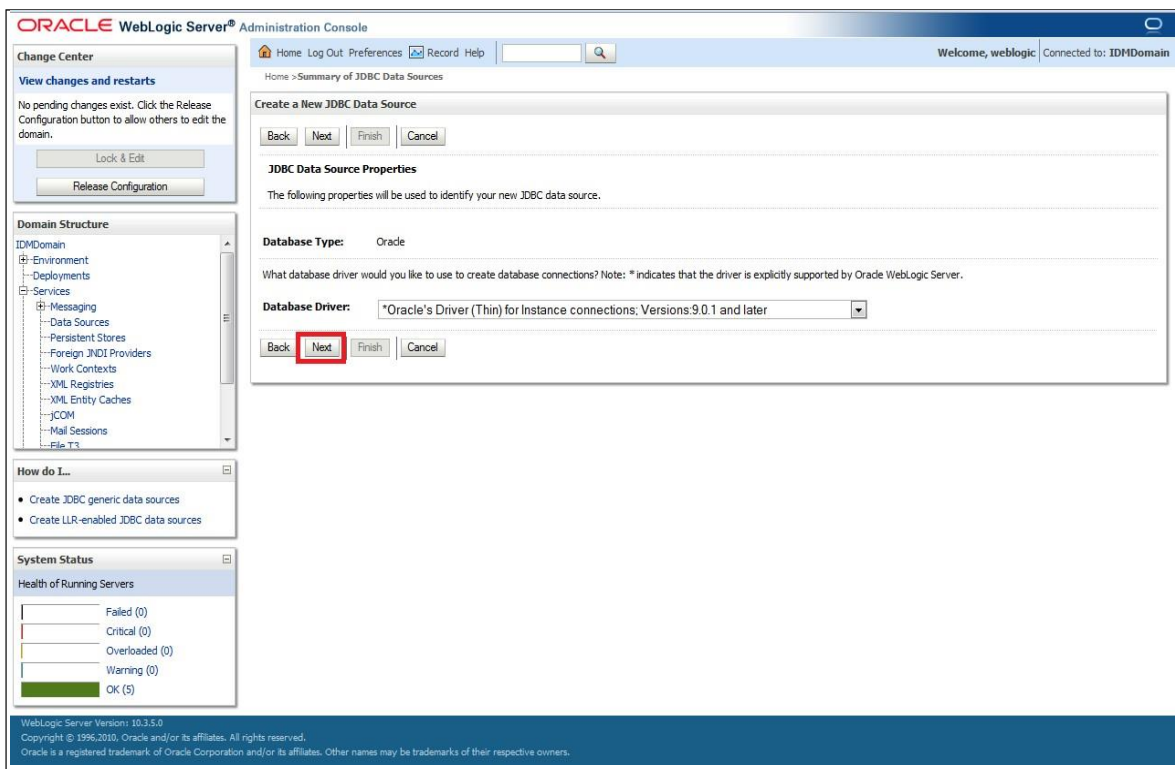 ORACLE WebLogic Server® Administration Console
Change Center
View changes and restarts
No pending changes exist. Click the Release
Configuration button to allow others to edit the
domain.
Lock & Edit
Release Configuration
Domain Structure
IDMDomain
Environment
Deployments
Services
Messaging
Data Sources
Persistent Stores
Foreign JNDI Providers
Work Contexts
XML Registries
XML Entity Caches
jCOM
Mail Sessions
File T3
How do I...
Create JDBC generic data sources
Create LLR-enabled JDBC data sources
System Status
Health of Running Servers
Failed (0)
Critical (0)
Overloaded (0)
Warning (0)
OK (5)
Home Log Out Preferences Record Help
Welcome, weblogic Connected to: IDMDomain
Home >Summary of JDBC Data Sources
Create a New JDBC Data Source
Back Next Finish Cancel
JDBC Data Source Properties
The following properties will be used to identify your new JDBC data source.
Database Type: Oracle
What database driver would you like to use to create database connections? Note: * indicates that the driver is explicitly supported by Oracle WebLogic Server.
Database Driver: *Oracle's Driver (Thin) for Instance connections; Versions:9.0.1 and later
Back Next Finish Cancel
WebLogic Server Version: 10.3.5.0
Copyright © 1996,2010, Oracle and/or its affiliates. All rights reserved.
Oracle is a registered trademark of Oracle Corporation and/or its affiliates. Other names may be trademarks of their respective owners.